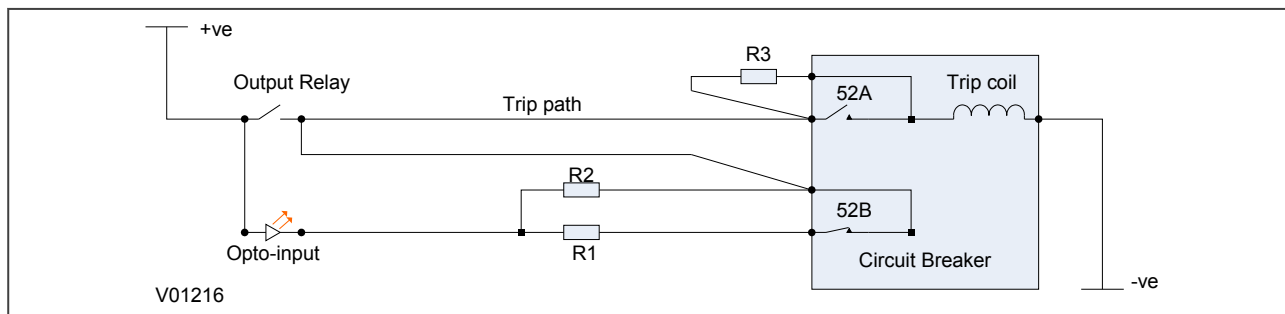 +ve
R3
Output Relay
52A
Trip coil
Trip path
R2
52B
Opto-input
R1
Circuit Breaker
-ve
V01216